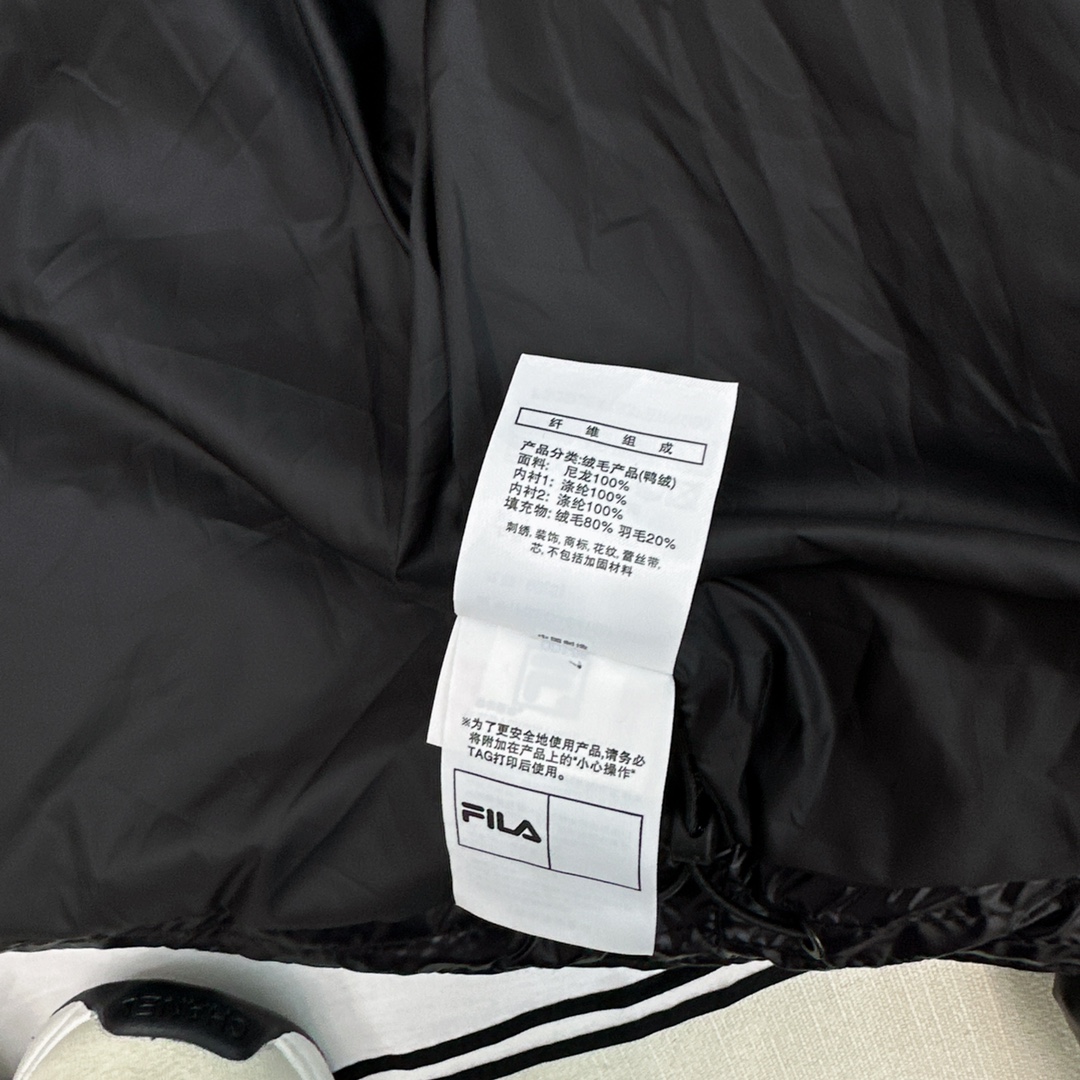 纤 维 组 成
产品分类:绒毛产品(鸭绒)
面料: 尼龙100%
内衬1: 涤纶100%
内衬2: 涤纶100%
填充物: 绒毛80% 羽毛20%
刺绣, 装饰, 商标, 花纹, 蕾丝带,
芯, 不包括加固材料
※为了更安全地使用产品,请务必
将附加在产品上的"小心操作"
TAG打印后使用。
FILA
CHANEL